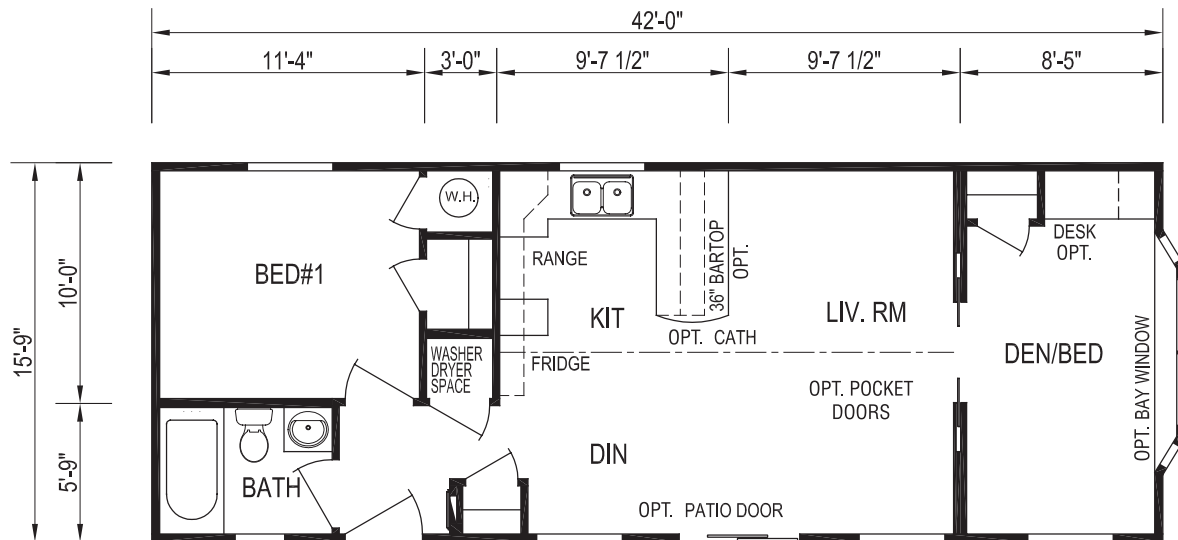 42'-0"
11'-4"
3'-0"
9'-7 1/2"
9'-7 1/2"
8'-5"
15'-9"
10'-0"
5'-9"
W.H.
BED#1
RANGE
KIT
36" BARTOP
OPT.
LIV. RM
DESK
OPT.
OPT. CATH
WASHER
DRYER
SPACE
FRIDGE
DEN/BED
OPT. BAY WINDOW
OPT. POCKET
DOORS
DIN
BATH
OPT. PATIO DOOR